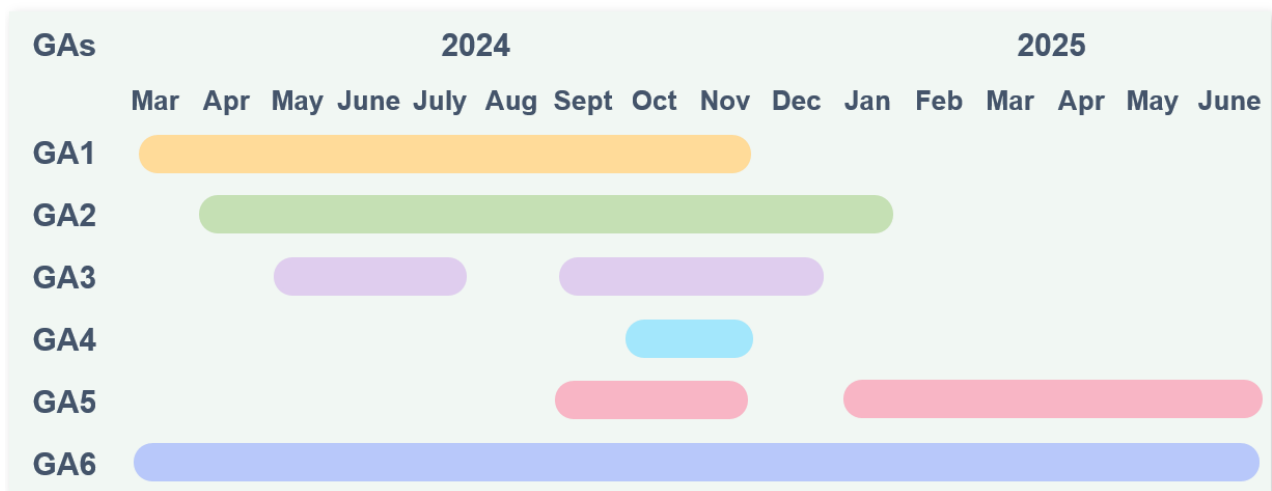 GAs 2024 2025
Mar Apr May June July Aug Sept Oct Nov Dec Jan Feb Mar Apr May June
GA1
GA2
GA3
GA4
GA5
GA6